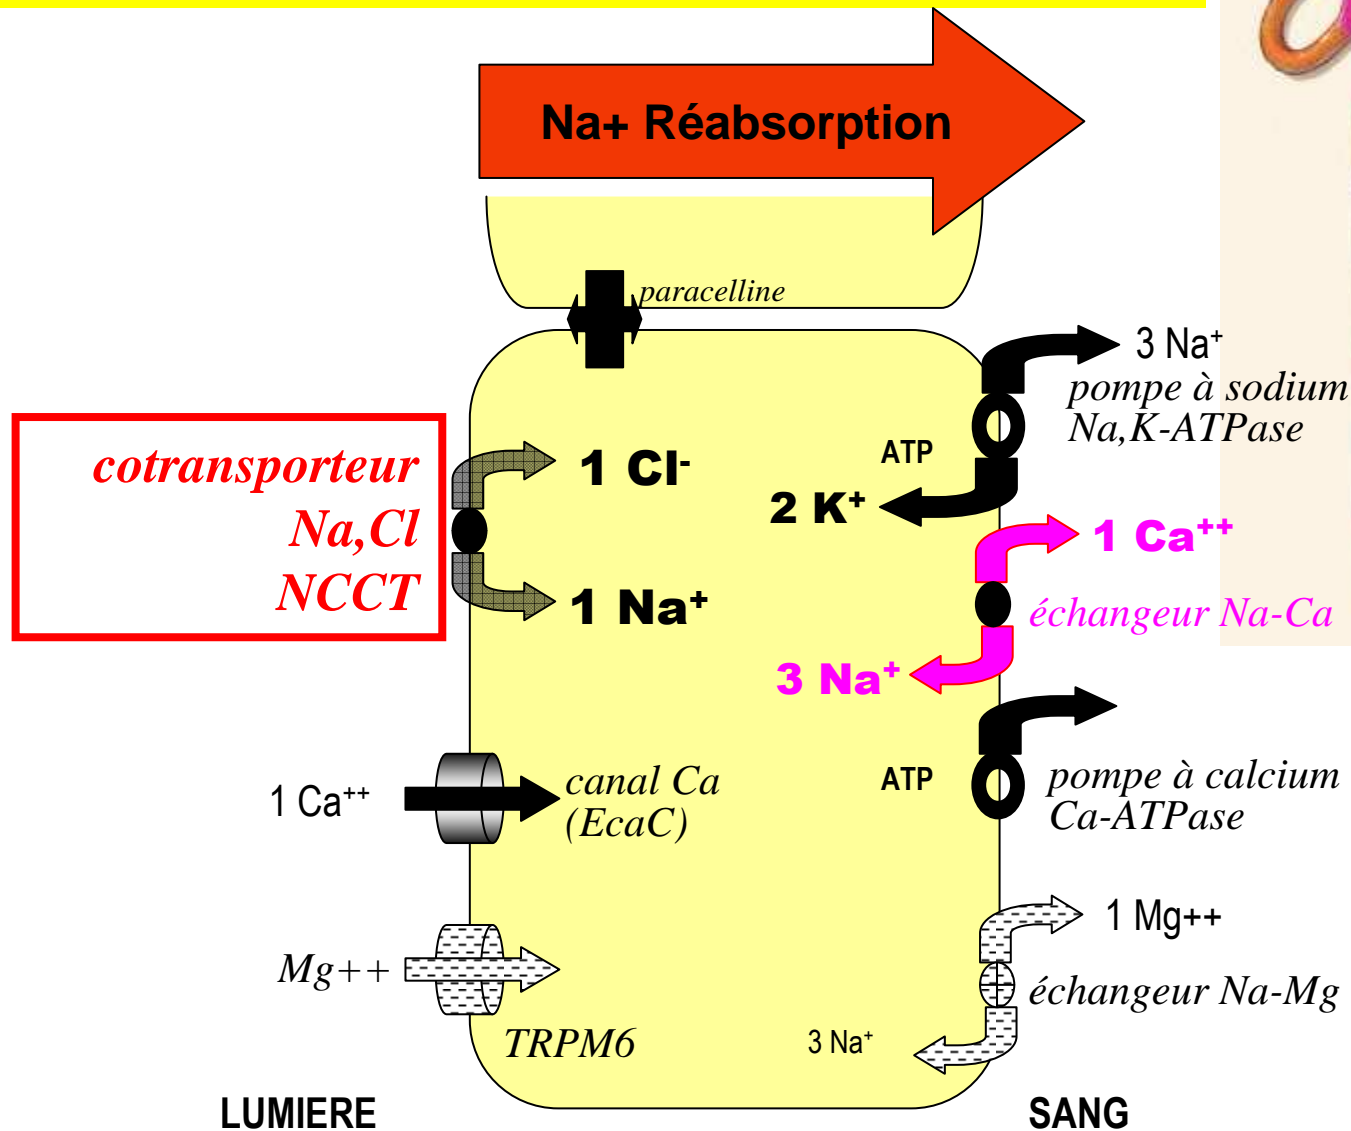 Na+ Réabsorption
paracelline
3 Na⁺
pompe à sodium
Na,K-ATPase
cotransporteur
Na,Cl
NCCT
1 Cl⁻
ATP
2 K⁺
1 Ca⁺⁺
1 Na⁺
échangeur Na-Ca
3 Na⁺
1 Ca⁺⁺
canal Ca
(EcaC)
ATP
pompe à calcium
Ca-ATPase
1 Mg++
Mg++
échangeur Na-Mg
TRPM6
3 Na⁺
LUMIERE
SANG